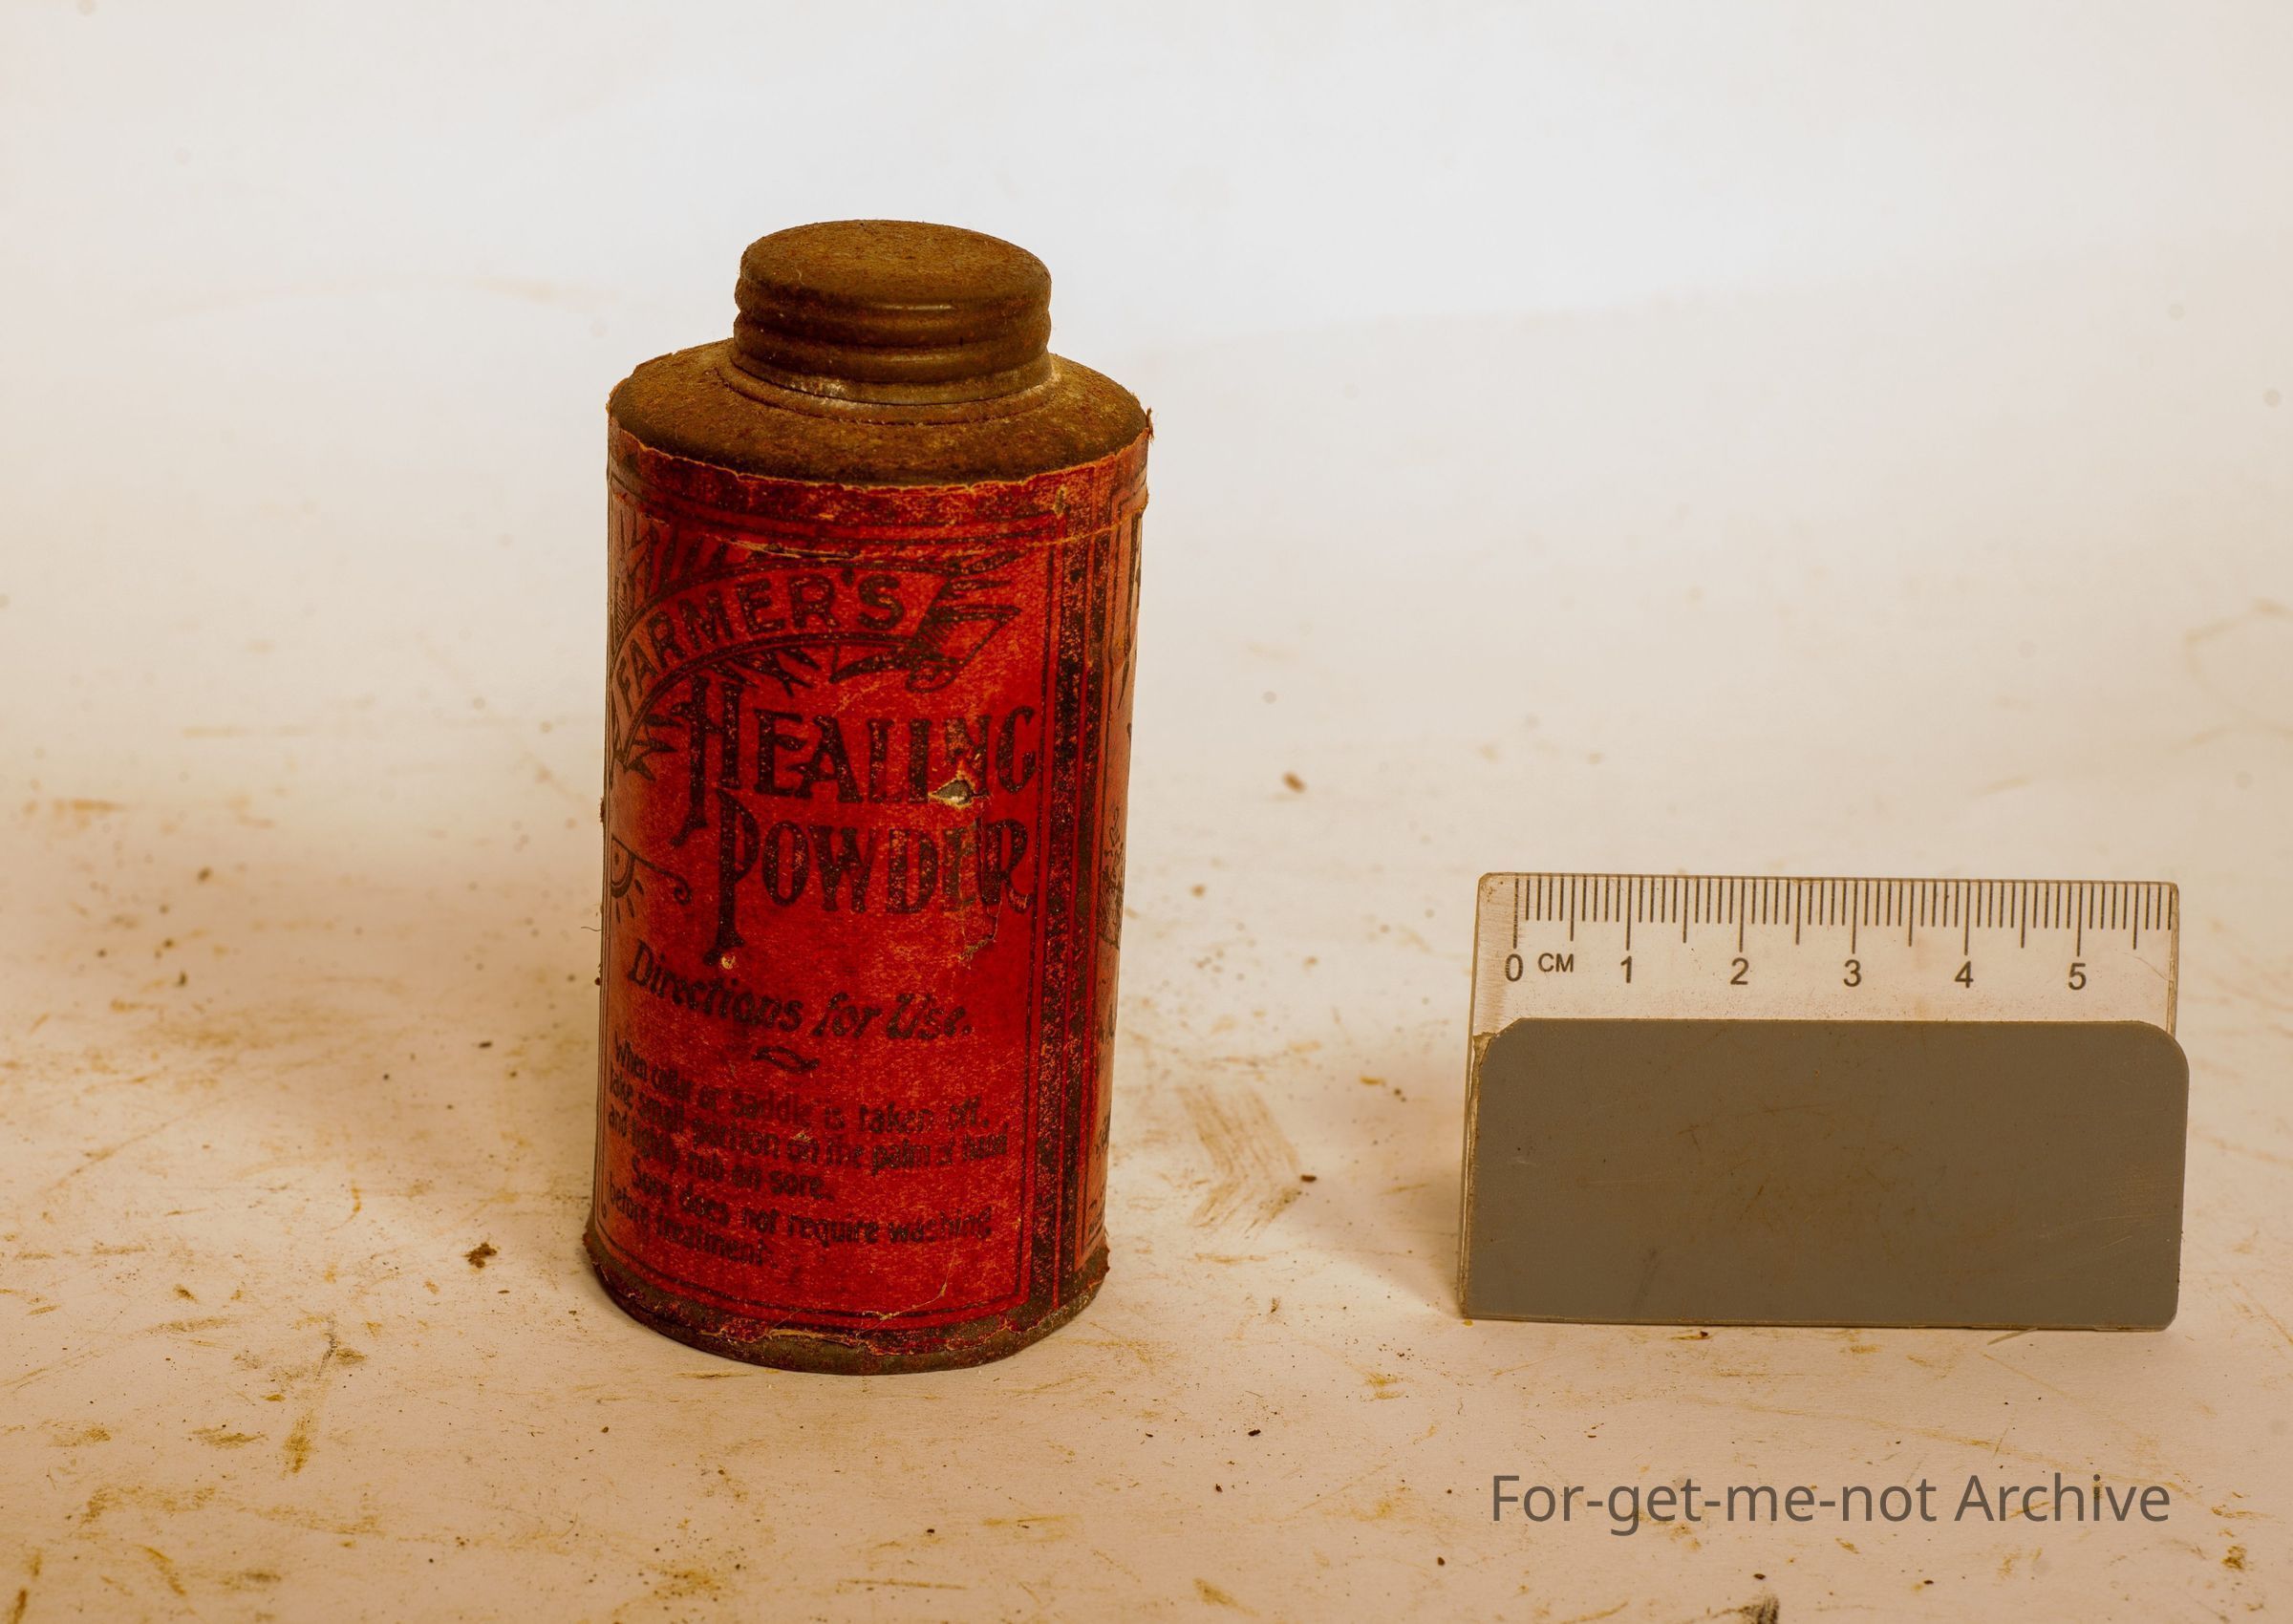 FARMER'S
HEALING
POWDER
Directions for Use.
When collar or saddle is taken off,
take small portion on the palm of hand
and lightly rub on sore.
Sore does not require washing
before treatment.
0 CM 1 2 3 4 5
For-get-me-not Archive